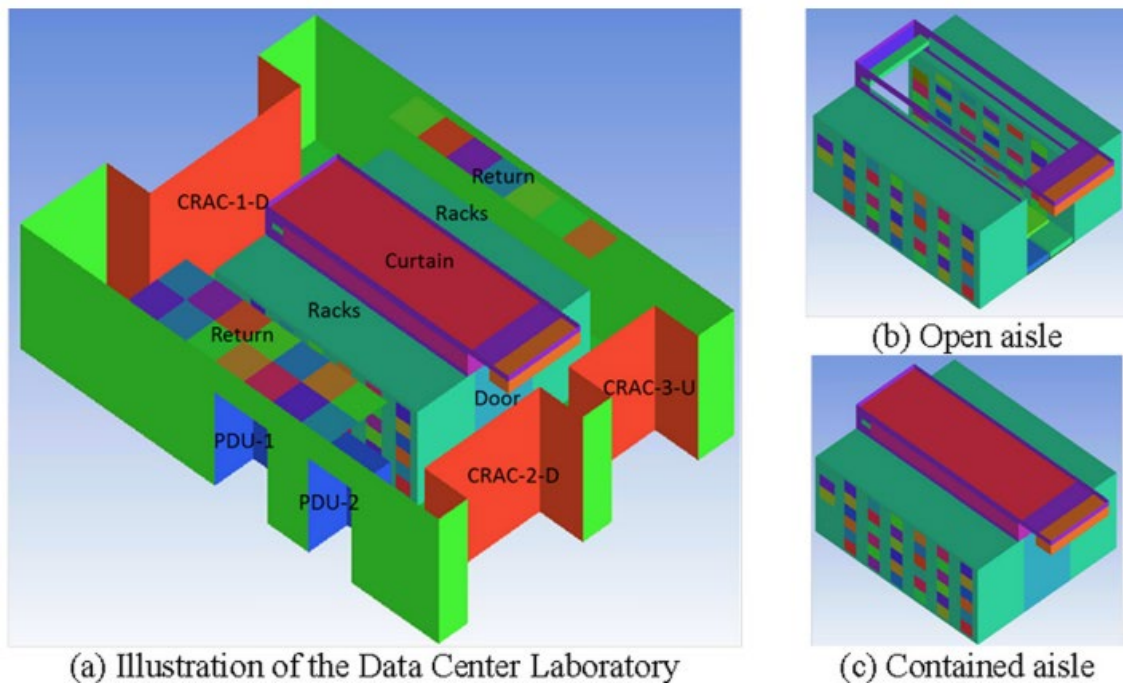 CRAC-1-D
Return
Racks
Curtain
Racks
Return
CRAC-3-U
Door
PDU-1
CRAC-2-D
PDU-2
(a) Illustration of the Data Center Laboratory
(b) Open aisle
(c) Contained aisle